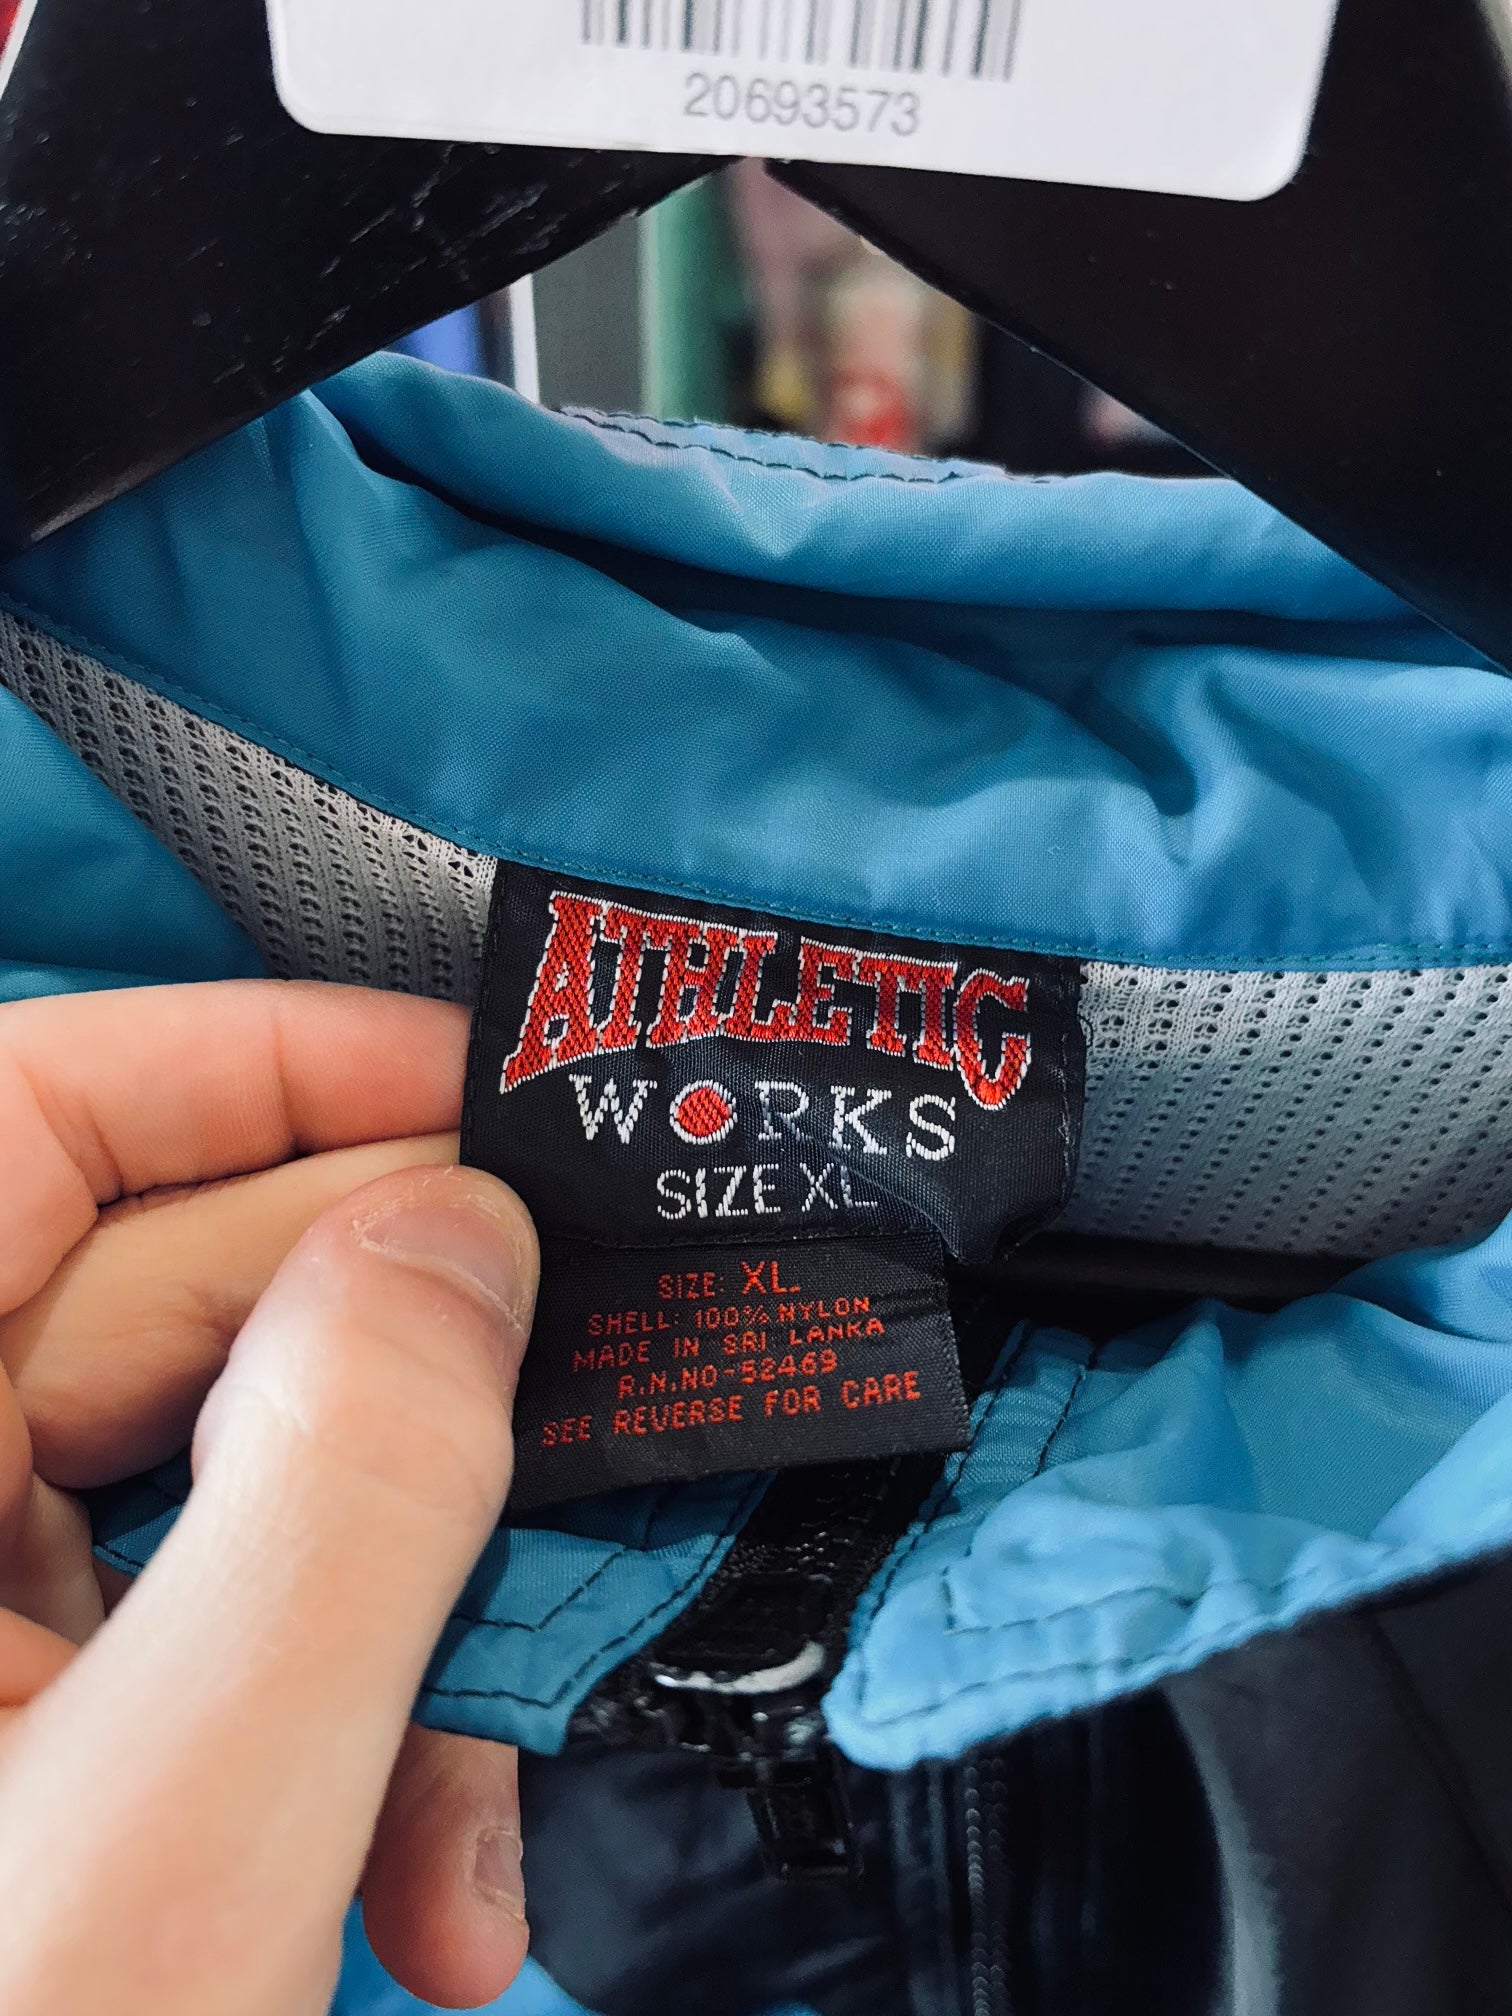 20693573
ATHLETIC
WORKS
SIZE XL
SIZE: XL.
SHELL: 100% NYLON
MADE IN SRI LANKA
R.N.NO-52469
SEE REVERSE FOR CARE